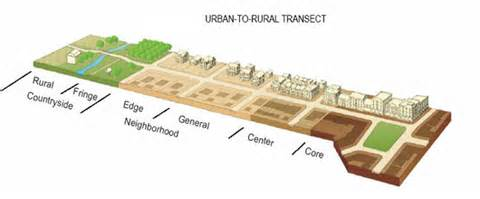 URBAN-TO-RURAL TRANSECT
Rural Fringe Edge General Center Core
Countryside Neighborhood